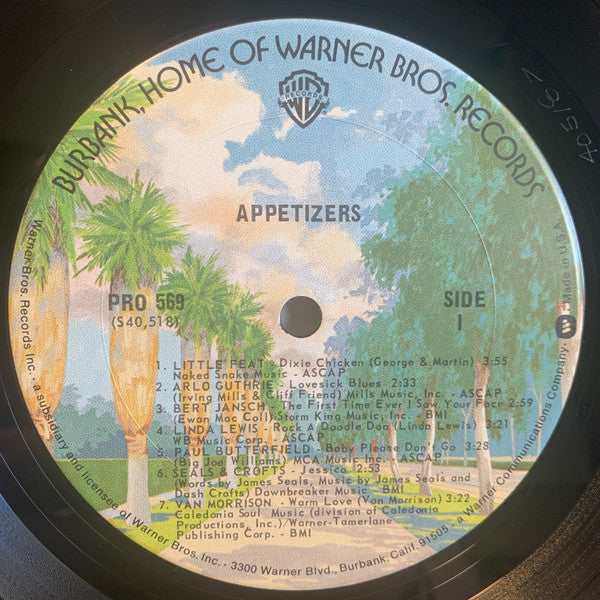 BURBANK, HOME OF WARNER BROS. RECORDS
WB
RECORDS
APPETIZERS
PRO 569
(S40,518)
SIDE
1
1. LITTLE FEAT - Dixie Chicken (George & Martin) 3:55
Naked Snake Music - ASCAP
2. ARLO GUTHRIE - Lovesick Blues 2:33
(Irving Mills & Cliff Friend) Mills Music, Inc. - ASCAP
3. BERT JANSCH - The First Time Ever I Saw Your Face 2:59
(Ewan Mac Coll) Storm King Music, Inc. - BMI
4. LINDA LEWIS - Rock A Doodle Doo (Linda Lewis) 3:21
WB Music Corp. - ASCAP
5. PAUL BUTTERFIELD - Baby Please Don't Go 3:28
(Big Joe Williams) MCA Music Inc. - ASCAP
6. SEALS & CROFTS - Jessica 2:53
(Words by James Seals, Music by James Seals and
Dash Crofts) Dawnbreaker Music - BMI
7. VAN MORRISON - Warm Love (Van Morrison) 3:22
Caledonia Soul Music (division of Caledonia
Productions, Inc.)/Warner-Tamerlane
Publishing Corp. - BMI
Warner Bros. Records Inc. • a subsidiary and licensee of Warner Bros. Inc. • 3300 Warner Blvd., Burbank, Calif. 91505 • a Warner Communications Company. Made in U.S.A.